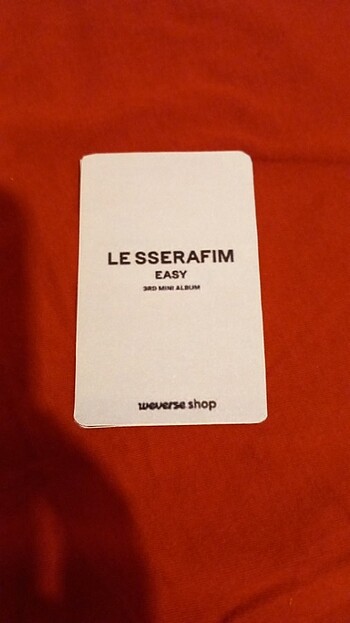 LE SSERAFIM
EASY
3RD MINI ALBUM
weverse shop